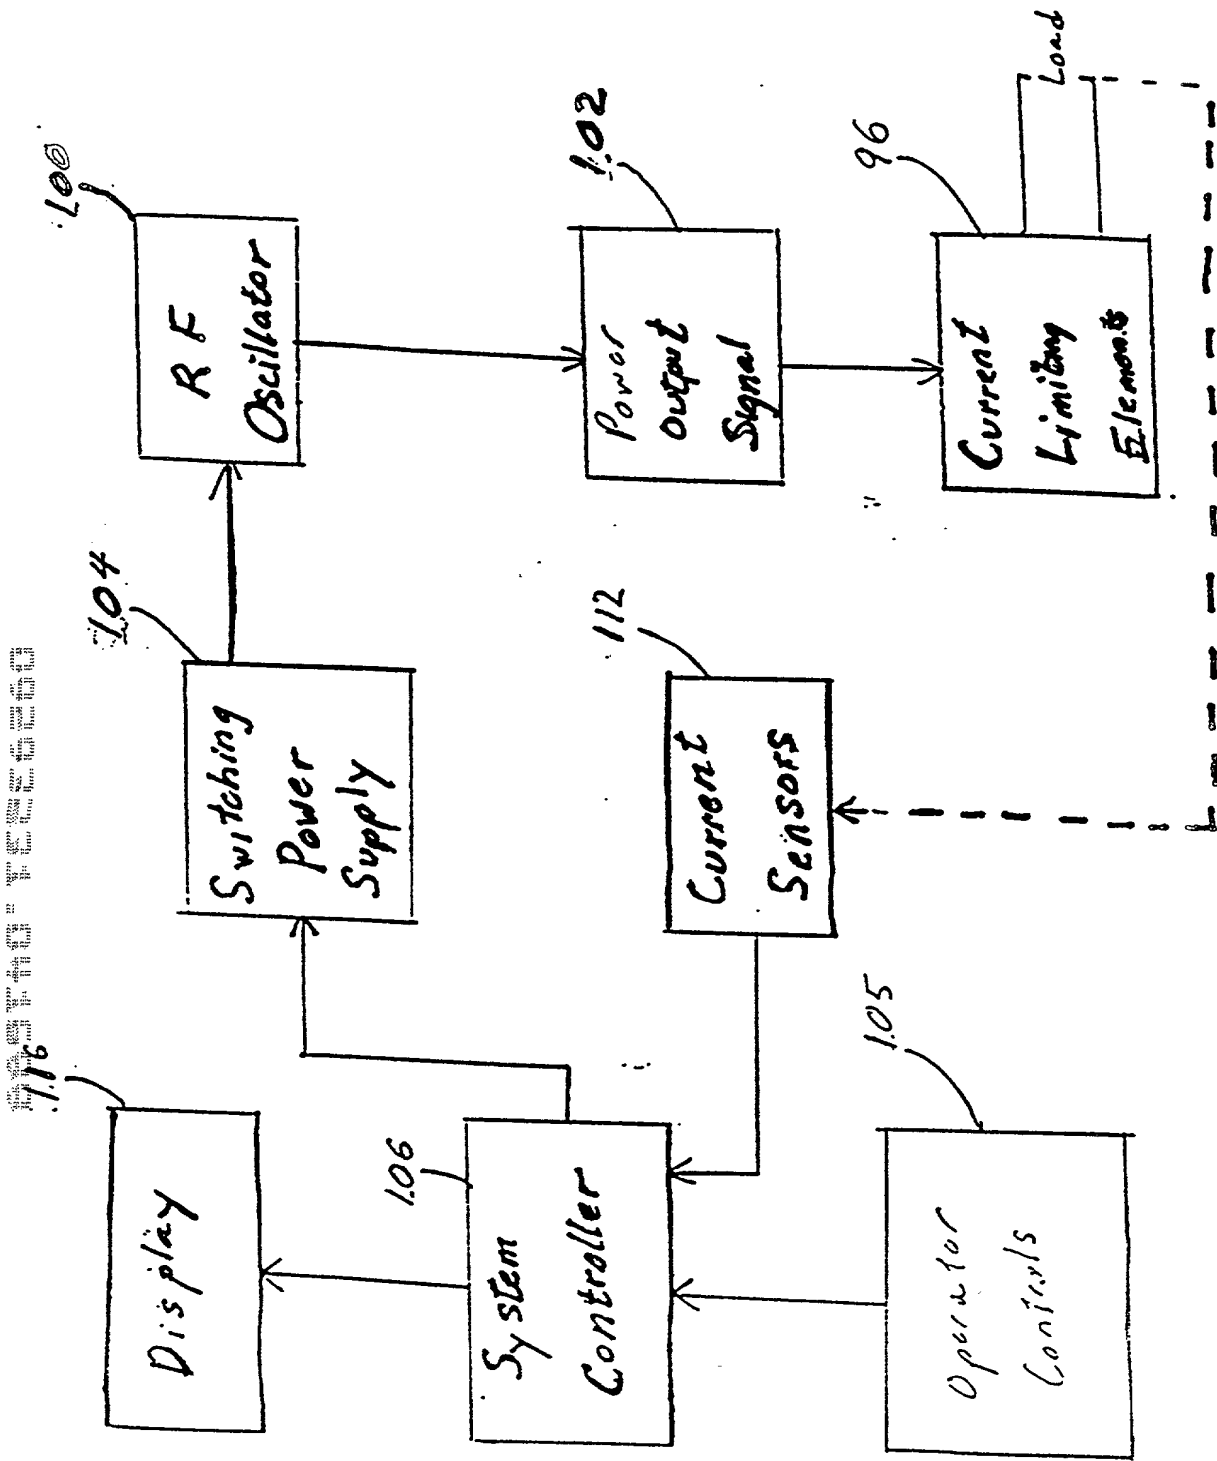 116
Display
106
System
Controller
105
Operator
Controls
104
Switching
Power
Supply
112
Current
Sensors
100
RF
Oscillator
102
Power
Output
Signal
96
Current
Limiting
Elements
Load